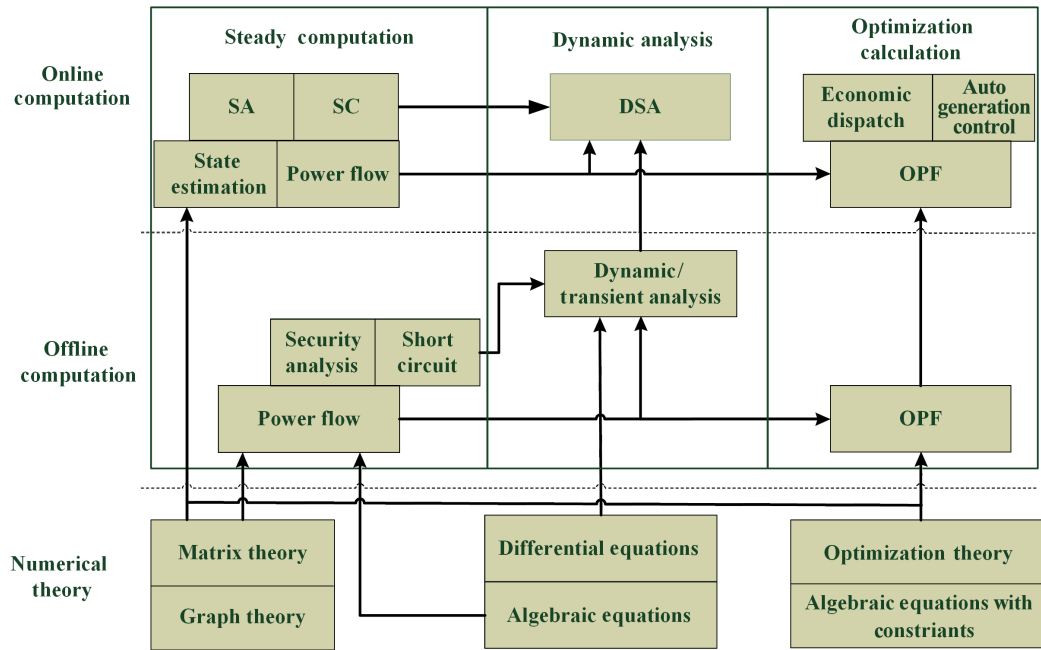 Steady computation
Dynamic analysis
Optimization
calculation
Online
computation
SA
SC
DSA
Economic
dispatch
Auto
generation
control
State
estimation
Power flow
OPF
Dynamic/
transient analysis
Offline
computation
Security
analysis
Short
circuit
Power flow
OPF
Numerical
theory
Matrix theory
Graph theory
Differential equations
Algebraic equations
Optimization theory
Algebraic equations with
constriants